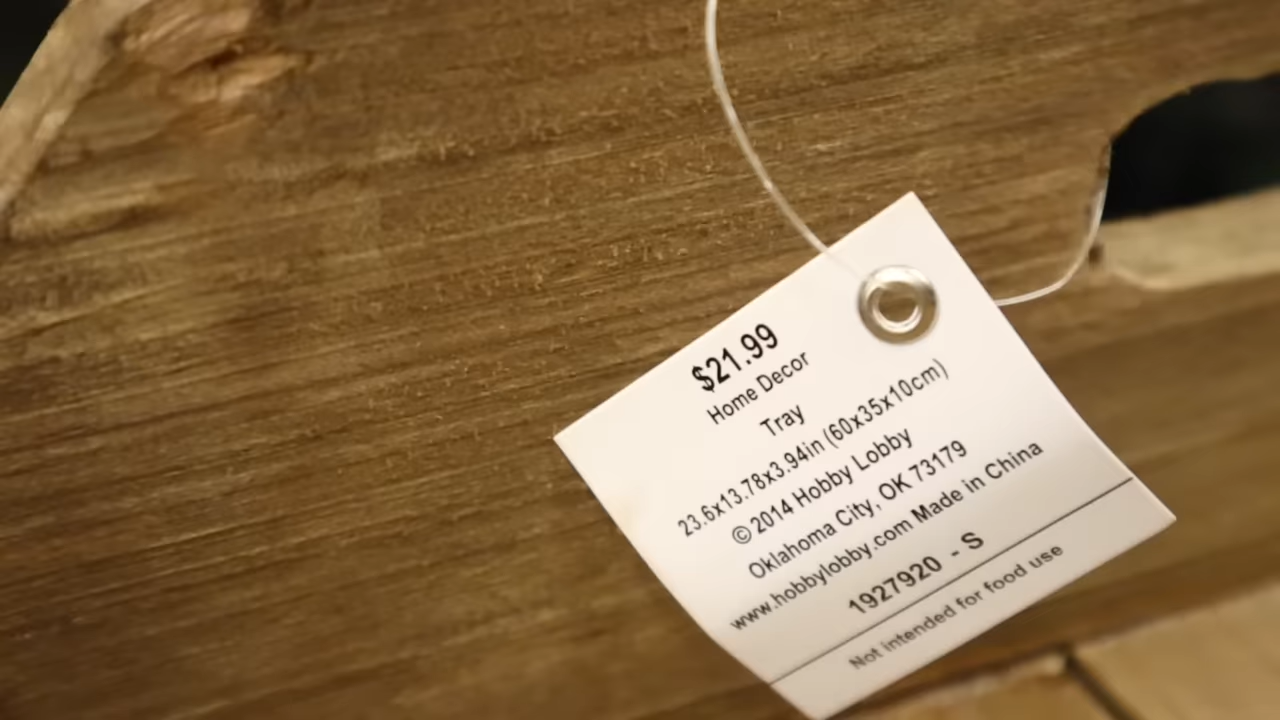 $21.99
Home Decor
Tray
23.6x13.78x3.94in (60x35x10cm)
© 2014 Hobby Lobby
Oklahoma City, OK 73179
www.hobbylobby.com Made in China
1927920 - S
Not intended for food use